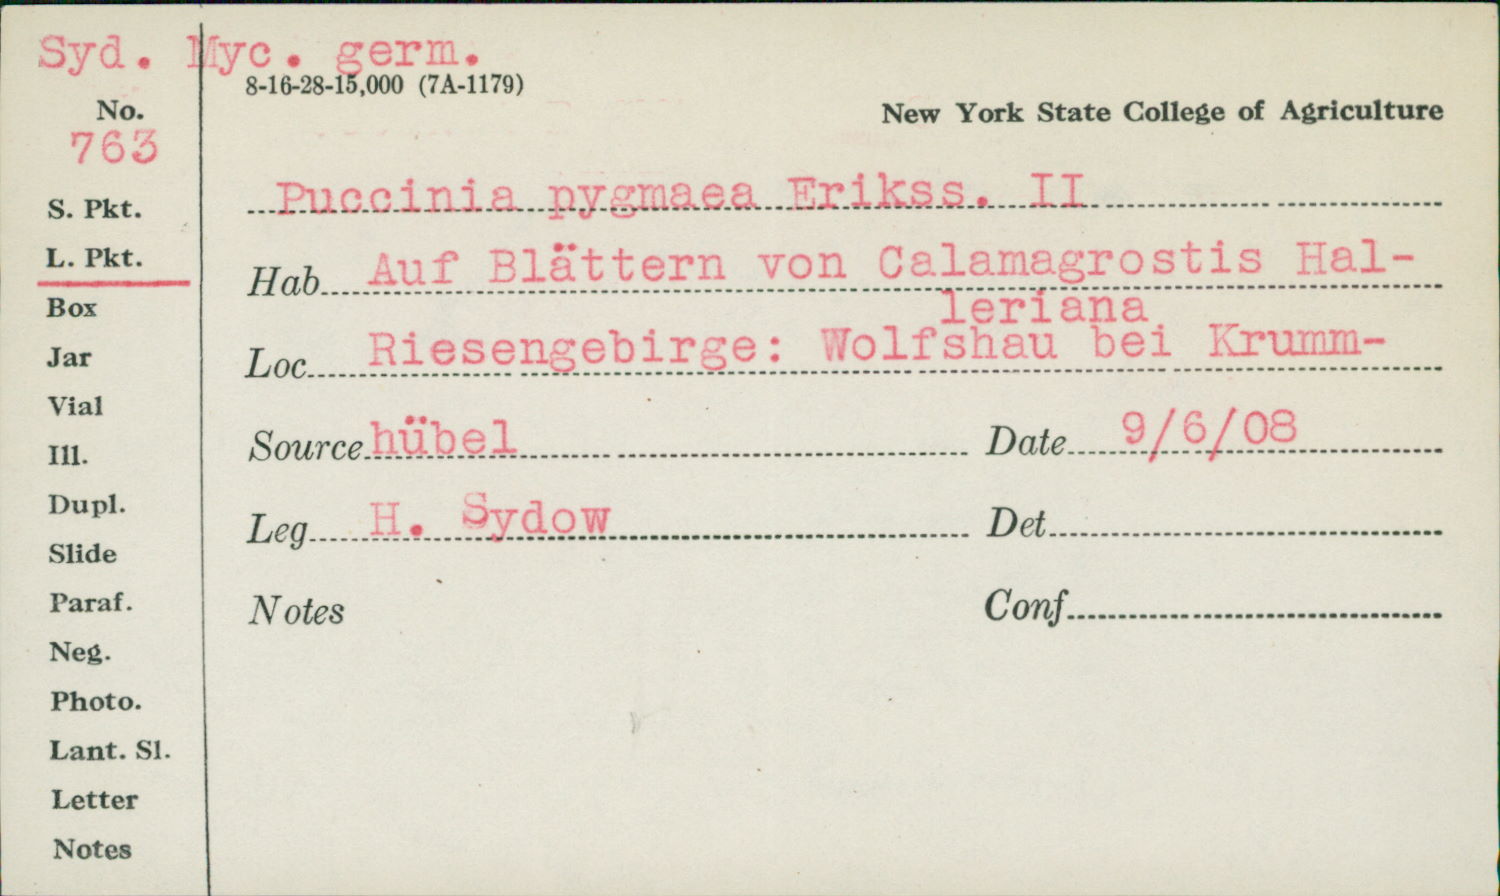 Syd. Myc. germ.
8-16-28-15,000 (7A-1179)
No.
763
New York State College of Agriculture
Puccinia pygmaea Erikss. II
S. Pkt.
L. Pkt.
Box
Jar
Vial
Ill.
Dupl.
Slide
Paraf.
Neg.
Photo.
Lant. Sl.
Letter
Notes
Hab. Auf Blättern von Calamagrostis Hal-
leriana
Loc. Riesengebirge: Wolfshau bei Krumm-
Source hübel
Date 9/6/08
Leg. H. Sydow
Det.
Notes
Conf.